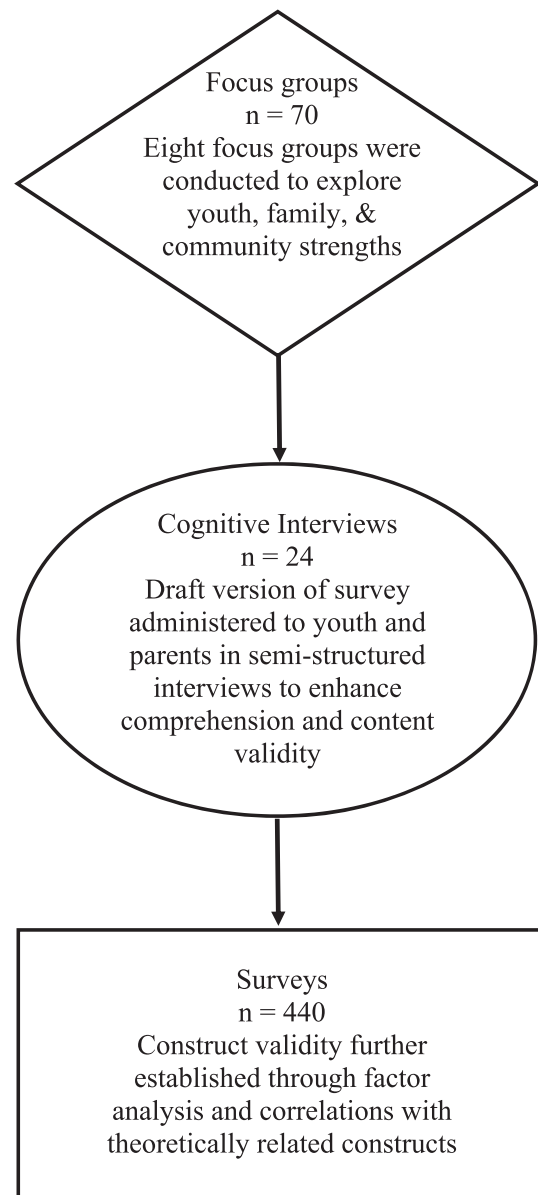 Focus groups
n = 70
Eight focus groups were
conducted to explore
youth, family, &
community strengths
Cognitive Interviews
n = 24
Draft version of survey
administered to youth and
parents in semi-structured
interviews to enhance
comprehension and content
validity
Surveys
n = 440
Construct validity further
established through factor
analysis and correlations with
theoretically related constructs